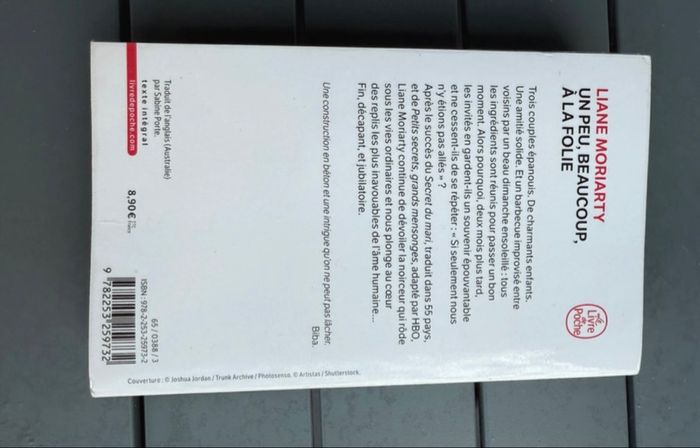 LIANE MORIARTY
UN PEU, BEAUCOUP,
À LA FOLIE
Le
Livre
de
Poche
Trois couples épanouis. De charmants enfants.
Une amitié solide. Et un barbecue improvisé entre
voisins par un beau dimanche ensoleillé : tous
les ingrédients sont réunis pour passer un bon
moment. Alors pourquoi, deux mois plus tard,
les invités en gardent-ils un souvenir épouvantable
et ne cessent-ils de se répéter : « Si seulement nous
n'y étions pas allés » ?
Après le succès du Secret du mari, traduit dans 55 pays,
et de Petits secrets, grands mensonges, adapté par HBO,
Liane Moriarty continue de dévoiler la noirceur qui rôde
sous les vies ordinaires et nous plonge au cœur
des replis les plus inavouables de l'âme humaine...
Fin, décapant, et jubilatoire.
Une construction en béton et une intrigue qu'on ne peut pas lâcher.
Biba.
Traduit de l'anglais (Australie)
par Sabine Porte.
texte intégral
livredepoche.com
8,90 €
France
65 / 0388 / 3
ISBN : 978-2-253-25973-2
9 782253 259732
Couverture : © Joshua Jordan / Trunk Archive / Photosenso. © Artistas / Shutterstock.